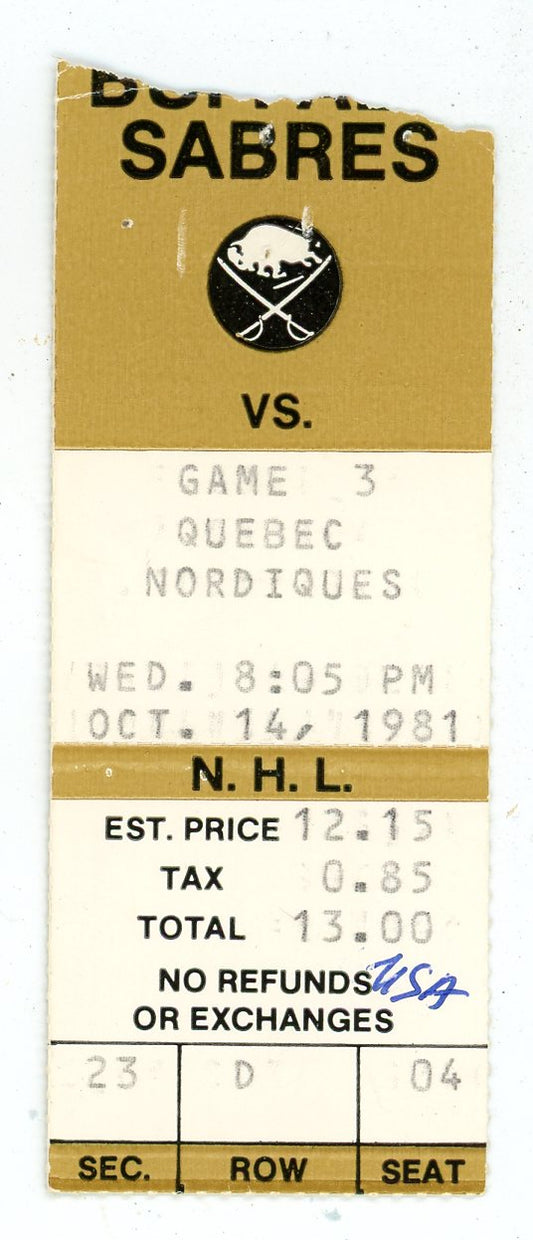 BUFFALO
SABRES
VS.
GAME 3
QUEBEC
NORDIQUES
WED. 8:05 PM
OCT. 14, 1981
N. H. L.
EST. PRICE 12.15
TAX 0.85
TOTAL 13.00
NO REFUNDS USA
OR EXCHANGES
23 D 04
SEC. ROW SEAT